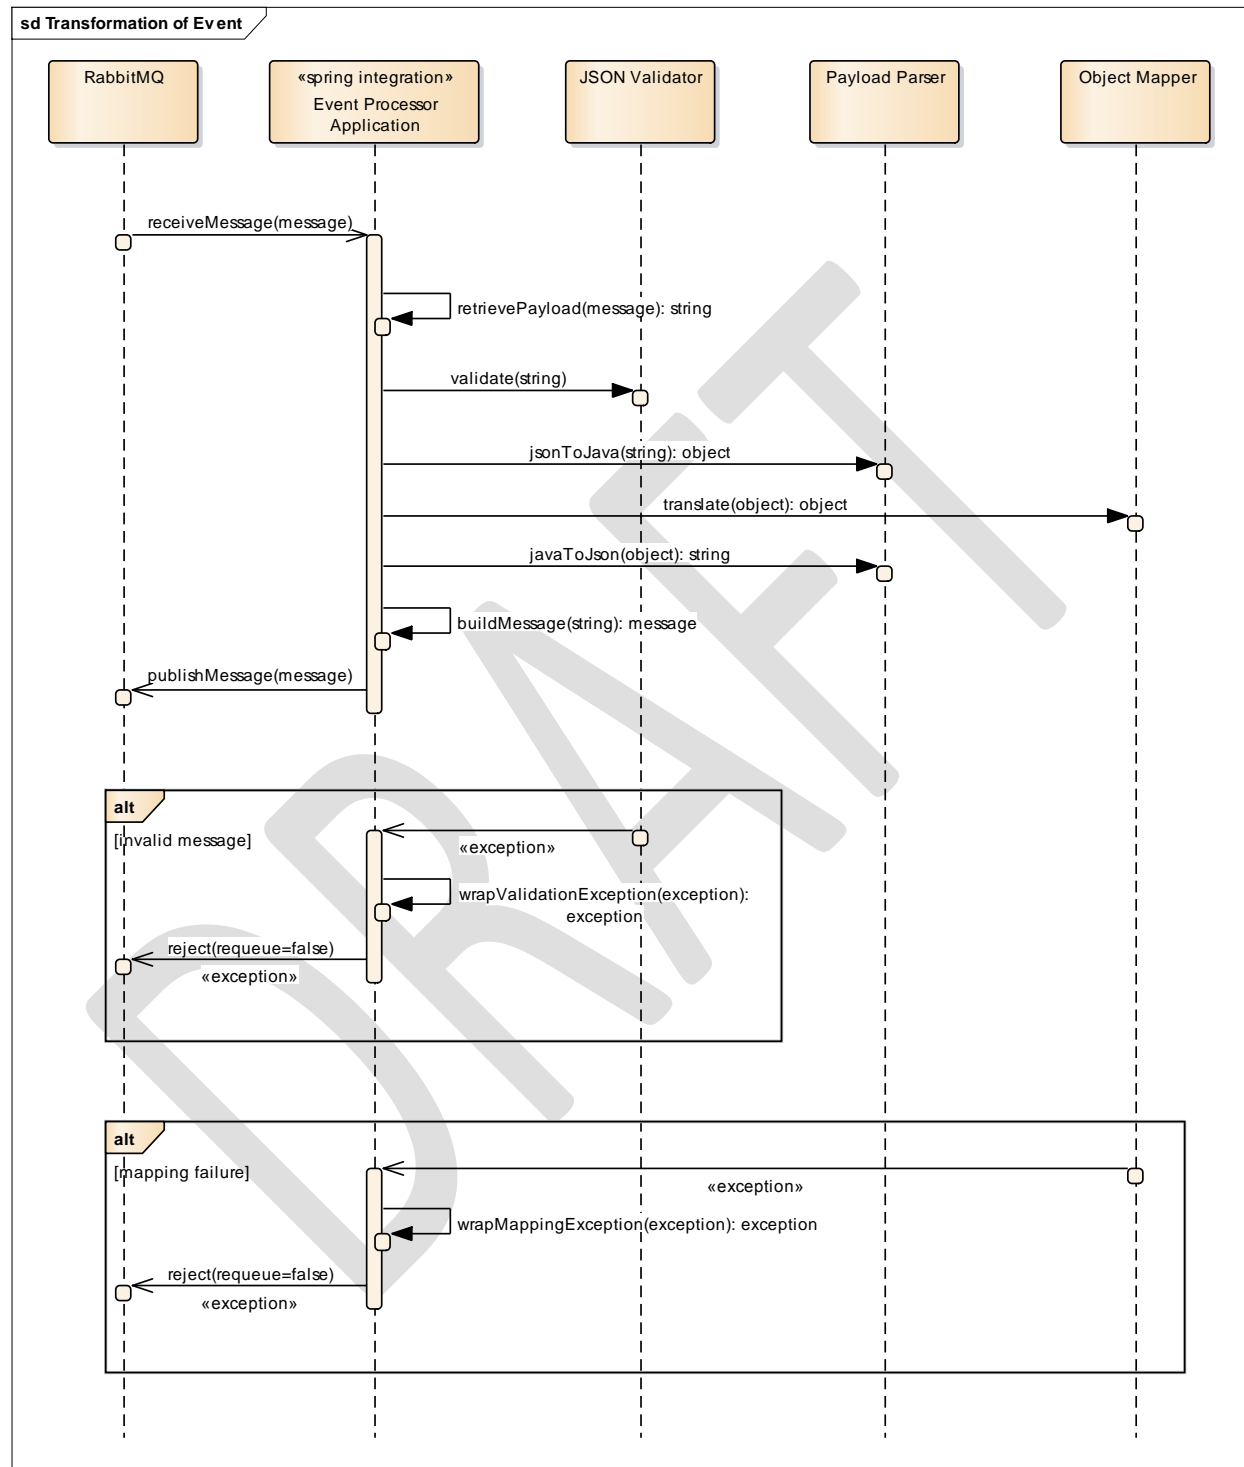 sd Transformation of Event
RabbitMQ
«spring integration»
Event Processor
Application
JSON Validator
Payload Parser
Object Mapper
receiveMessage(message)
retrievePayload(message): string
validate(string)
jsonToJava(string): object
translate(object): object
javaToJson(object): string
buildMessage(string): message
publishMessage(message)
alt
[invalid message]
«exception»
wrapValidationException(exception):
exception
reject(requeue=false)
«exception»
alt
[mapping failure]
«exception»
wrapMappingException(exception): exception
reject(requeue=false)
«exception»
DRAFT